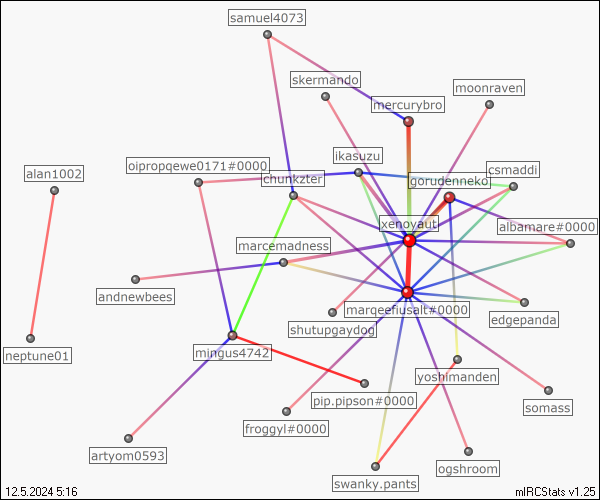 samuel4073
skermando
moonraven
mercurybro
ikasuzu
alan1002
oipropqewe0171#0000
chunkzter
gorudenneko
csmaddi
xenoyaut
albamare#0000
marcemadness
andnewbees
marqeefiusalt#0000
edgepanda
shutupgaydog
neptune01
mingus4742
yoshimanden
pip.pipson#0000
somass
froggyl#0000
artyom0593
ogshroom
swanky.pants
12.5.2024 5:16
mIRCStats v1.25